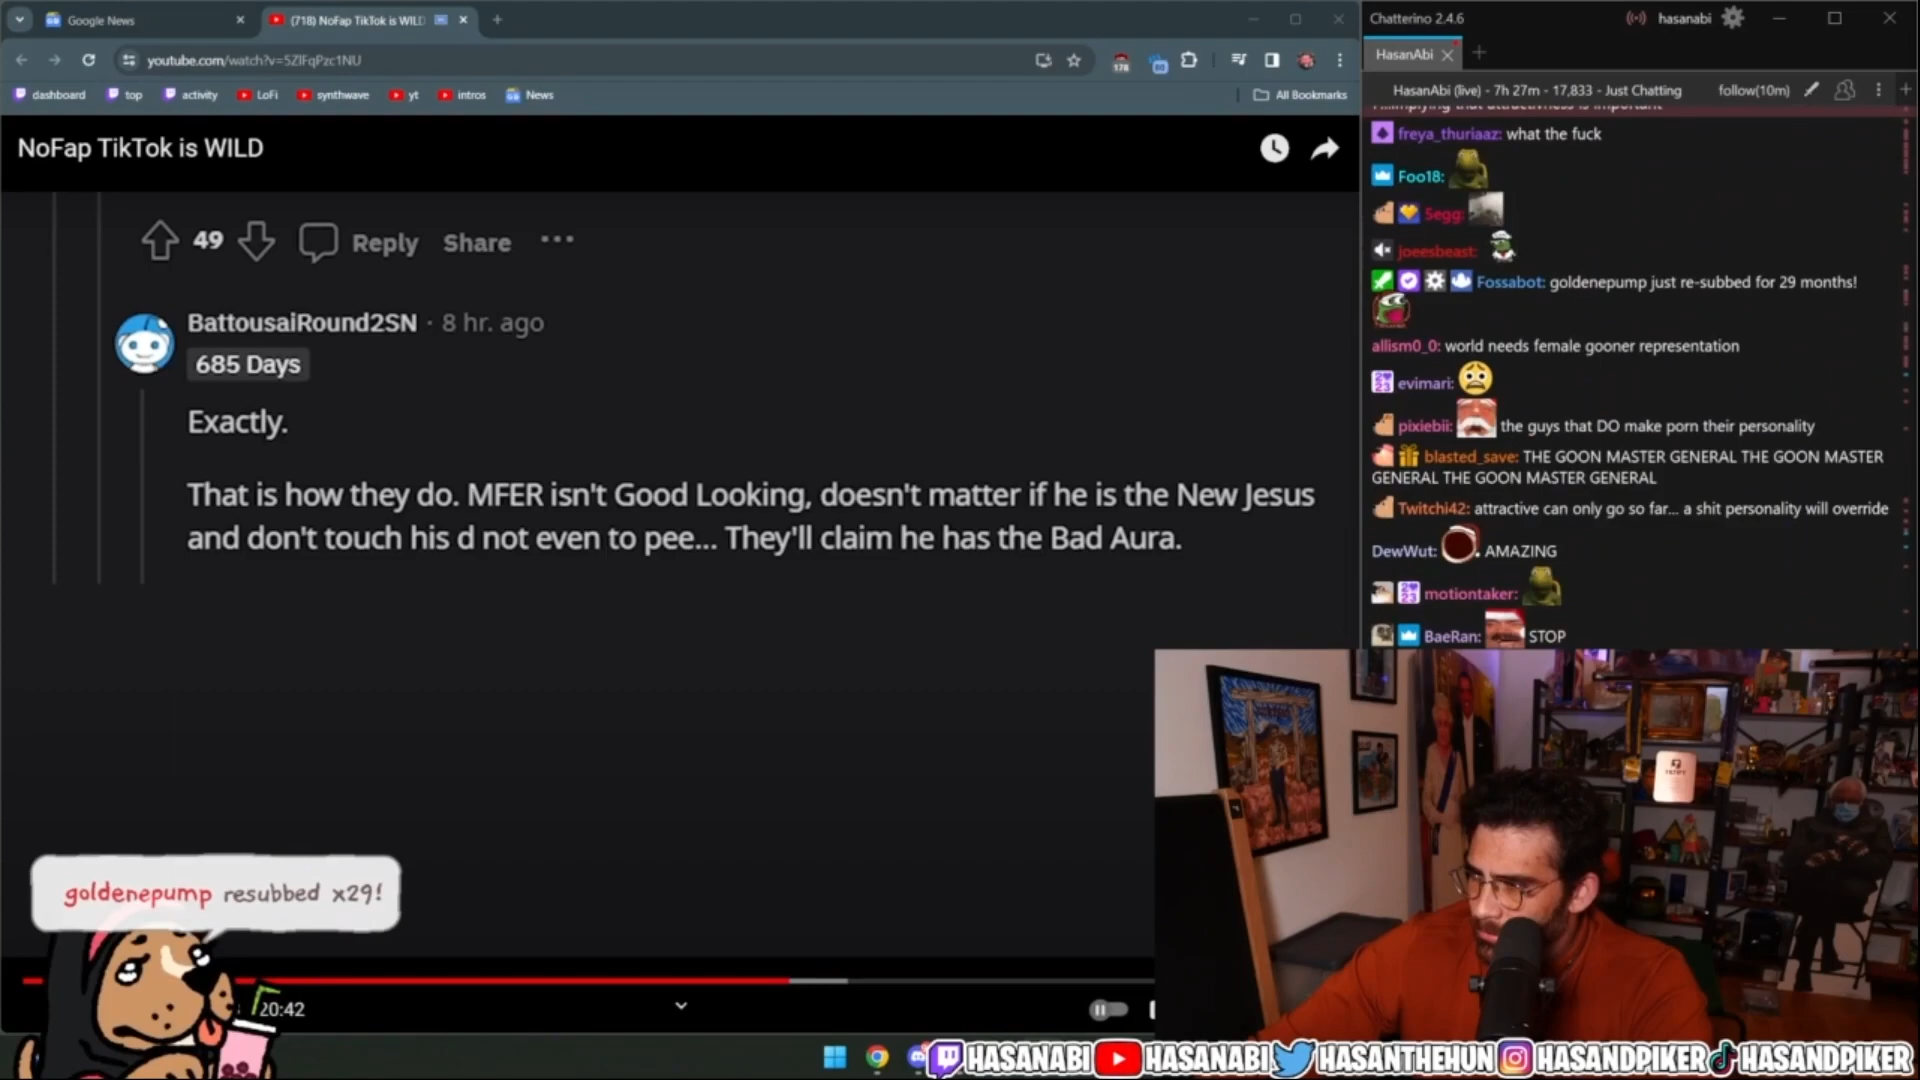 Google News
(718) NoFap TikTok is WILD
youtube.com/watch?v=5ZlFqPzc1NU
178
dashboard
top
activity
LoFi
synthwave
yt
intros
News
All Bookmarks
NoFap TikTok is WILD
49
Reply
Share
BattousaiRound2SN · 8 hr. ago
685 Days
Exactly.
That is how they do. MFER isn't Good Looking, doesn't matter if he is the New Jesus
and don't touch his d not even to pee... They'll claim he has the Bad Aura.
goldenepump resubbed x29!
20:42
Chatterino 2.4.6
hasanabi
HasanAbi
HasanAbi (live) - 7h 27m - 17,833 - Just Chatting
follow(10m)
implying that attractivness is important
freya_thuriaaz: what the fuck
Foo18:
5egg:
joeesbeast:
Fossabot: goldenepump just re-subbed for 29 months!
allism0_0: world needs female gooner representation
evimari:
pixiebii: the guys that DO make porn their personality
blasted_save: THE GOON MASTER GENERAL THE GOON MASTER
GENERAL THE GOON MASTER GENERAL
Twitchi42: attractive can only go so far... a shit personality will override
DewWut: . AMAZING
motiontaker:
BaeRan: STOP
HASANABI
HASANABI
HASANTHEHUN
HASANDPIKER
HASANDPIKER